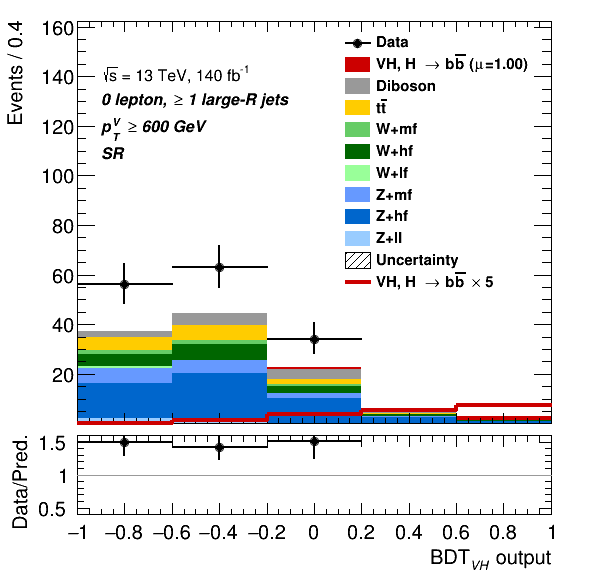 Events / 0.4
160
140
120
100
80
60
40
20
√s = 13 TeV, 140 fb⁻¹
0 lepton, ≥ 1 large-R jets
p_T^V ≥ 600 GeV
SR
Data
VH, H → bb̅ (μ=1.00)
Diboson
tt̅
W+mf
W+hf
W+lf
Z+mf
Z+hf
Z+ll
Uncertainty
VH, H → bb̅ × 5
Data/Pred.
1.5
1
0.5
−1 −0.8 −0.6 −0.4 −0.2 0 0.2 0.4 0.6 0.8 1
BDT_VH output